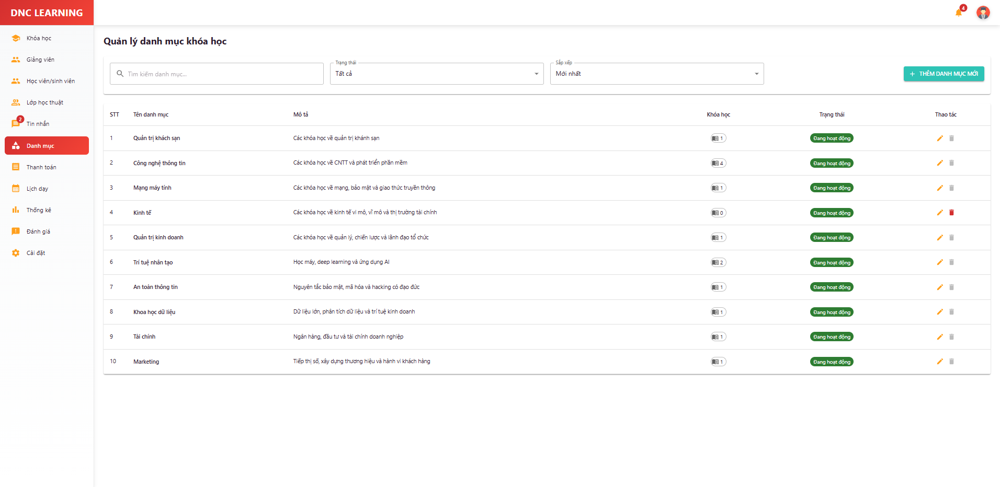 DNC LEARNING
4
Khóa học
Giảng viên
Học viên/sinh viên
Lớp học thuật
2
Tin nhắn
Danh mục
Thanh toán
Lịch dạy
Thống kê
Đánh giá
Cài đặt
Quản lý danh mục khóa học
Tìm kiếm danh mục...
Trạng thái
Tất cả
Sắp xếp
Mới nhất
THÊM DANH MỤC MỚI
STT Tên danh mục Mô tả Khóa học Trạng thái Thao tác
1 Quản trị khách sạn Các khóa học về quản trị khánh sạn 1 Đang hoạt động
2 Công nghệ thông tin Các khóa học về CNTT và phát triển phần mềm 4 Đang hoạt động
3 Mạng máy tính Các khóa học về mạng, bảo mật và giao thức truyền thông 1 Đang hoạt động
4 Kinh tế Các khóa học về kinh tế vi mô, vĩ mô và thị trường tài chính 0 Đang hoạt động
5 Quản trị kinh doanh Các khóa học về quản lý, chiến lược và lãnh đạo tổ chức 1 Đang hoạt động
6 Trí tuệ nhân tạo Học máy, deep learning và ứng dụng AI 2 Đang hoạt động
7 An toàn thông tin Nguyên tắc bảo mật, mã hóa và hacking có đạo đức 1 Đang hoạt động
8 Khoa học dữ liệu Dữ liệu lớn, phân tích dữ liệu và trí tuệ kinh doanh 1 Đang hoạt động
9 Tài chính Ngân hàng, đầu tư và tài chính doanh nghiệp 1 Đang hoạt động
10 Marketing Tiếp thị số, xây dựng thương hiệu và hành vi khách hàng 1 Đang hoạt động